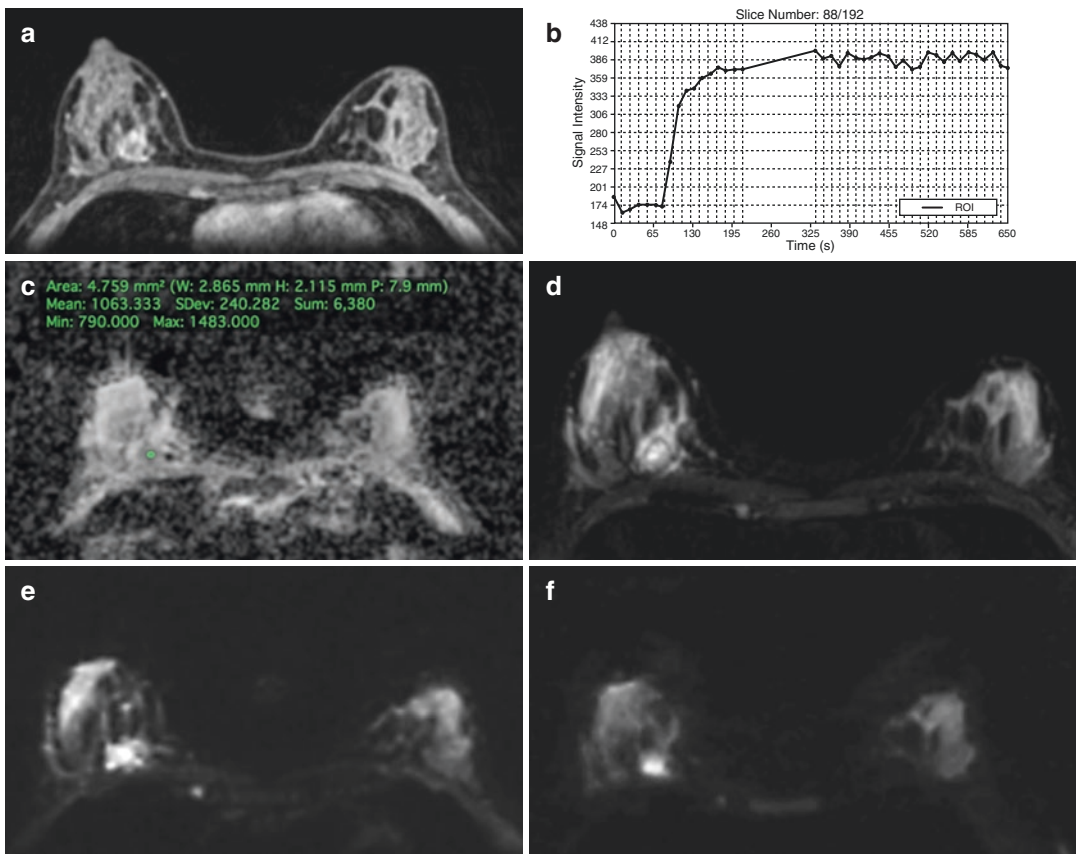 a
b
Slice Number: 88/192
438
412
386
359
333
306
280
253
227
201
174
148
Signal Intensity
ROI
0 65 130 195 260 325 390 455 520 585 650
Time (s)
c
Area: 4.759 mm² (W: 2.865 mm H: 2.115 mm P: 7.9 mm)
Mean: 1063.333 SDev: 240.282 Sum: 6,380
Min: 790.000 Max: 1483.000
d
e
f